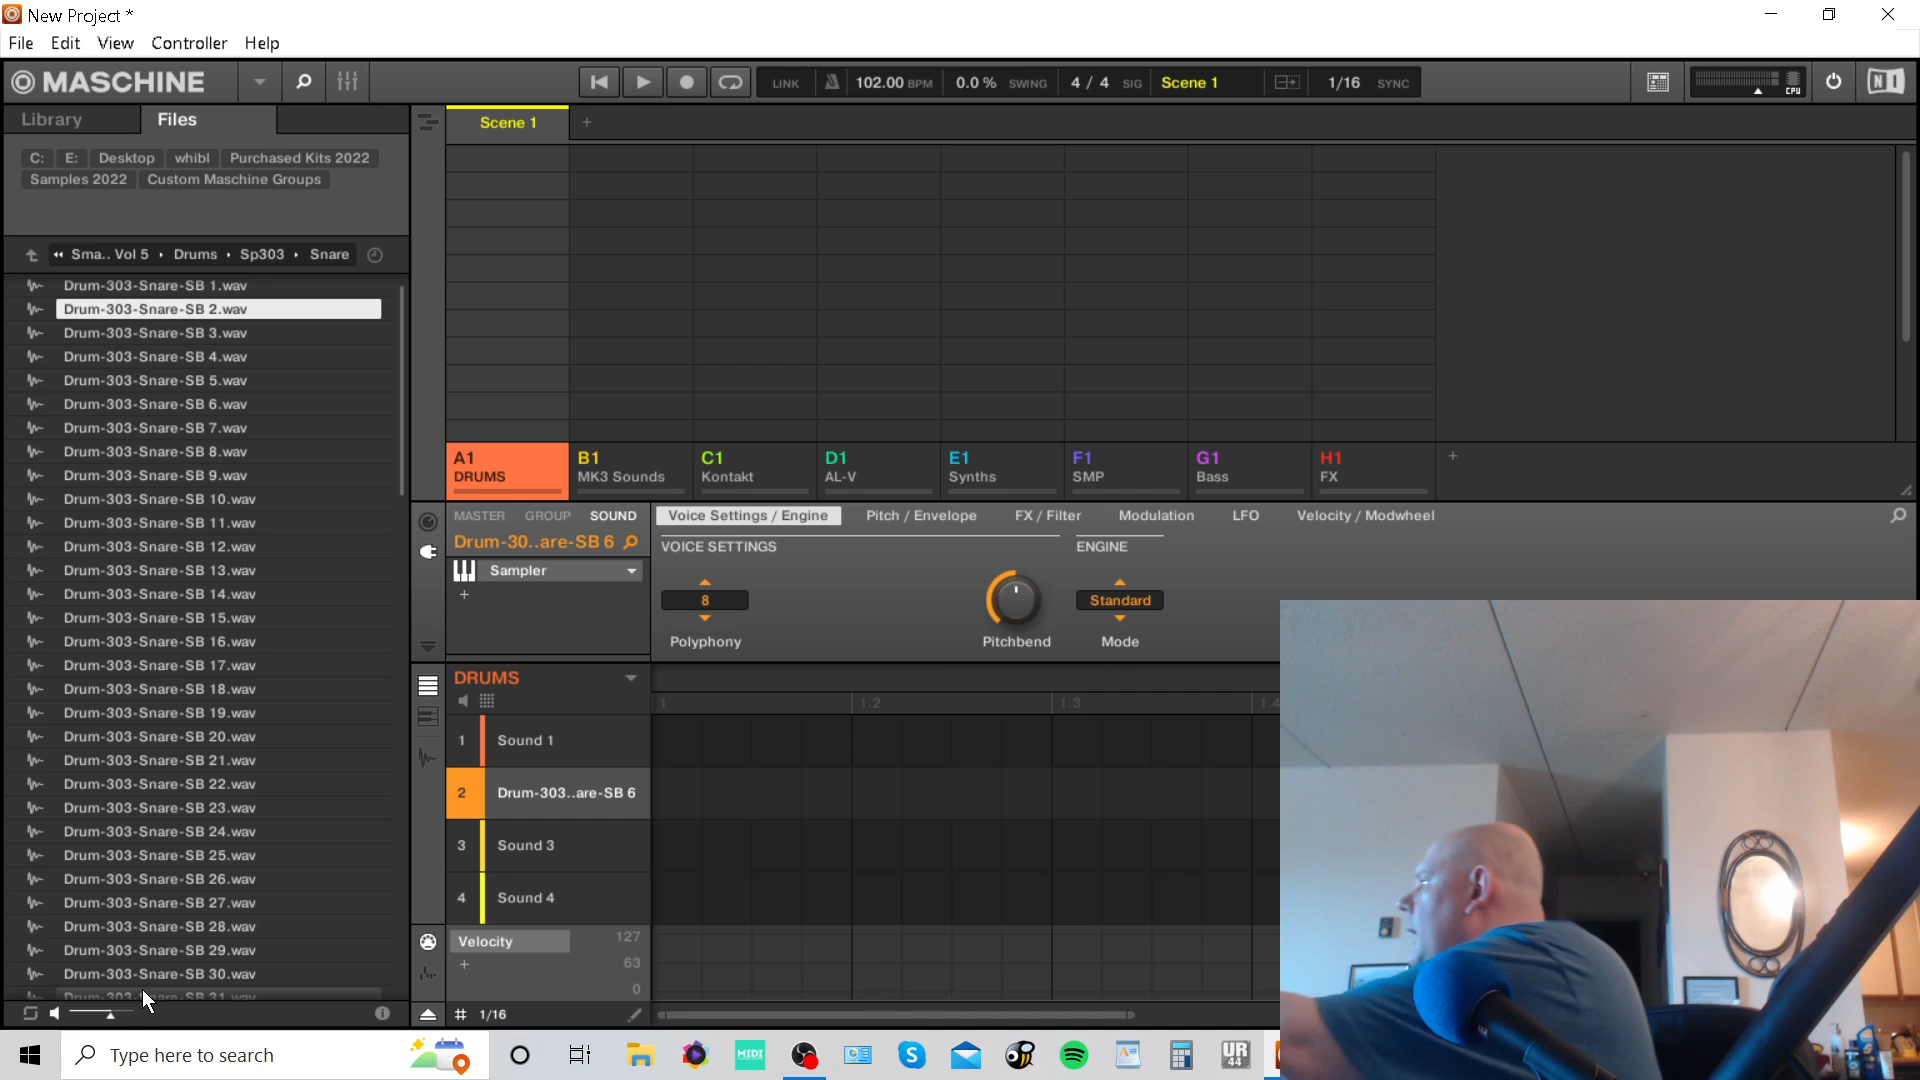 New Project *
File Edit View Controller Help
MASCHINE
LINK 102.00 BPM 0.0 % SWING 4 / 4 SIG Scene 1 1/16 SYNC
CPU
Library Files
C: E: Desktop whibl Purchased Kits 2022
Samples 2022 Custom Maschine Groups
Sma.. Vol 5 Drums Sp303 Snare
Drum-303-Snare-SB 1.wav
Drum-303-Snare-SB 2.wav
Drum-303-Snare-SB 3.wav
Drum-303-Snare-SB 4.wav
Drum-303-Snare-SB 5.wav
Drum-303-Snare-SB 6.wav
Drum-303-Snare-SB 7.wav
Drum-303-Snare-SB 8.wav
Drum-303-Snare-SB 9.wav
Drum-303-Snare-SB 10.wav
Drum-303-Snare-SB 11.wav
Drum-303-Snare-SB 12.wav
Drum-303-Snare-SB 13.wav
Drum-303-Snare-SB 14.wav
Drum-303-Snare-SB 15.wav
Drum-303-Snare-SB 16.wav
Drum-303-Snare-SB 17.wav
Drum-303-Snare-SB 18.wav
Drum-303-Snare-SB 19.wav
Drum-303-Snare-SB 20.wav
Drum-303-Snare-SB 21.wav
Drum-303-Snare-SB 22.wav
Drum-303-Snare-SB 23.wav
Drum-303-Snare-SB 24.wav
Drum-303-Snare-SB 25.wav
Drum-303-Snare-SB 26.wav
Drum-303-Snare-SB 27.wav
Drum-303-Snare-SB 28.wav
Drum-303-Snare-SB 29.wav
Drum-303-Snare-SB 30.wav
Scene 1 +
A1 B1 C1 D1 E1 F1 G1 H1 +
DRUMS MK3 Sounds Kontakt AL-V Synths SMP Bass FX
MASTER GROUP SOUND
Drum-30..are-SB 6
Sampler
+
Voice Settings / Engine Pitch / Envelope FX / Filter Modulation LFO Velocity / Modwheel
VOICE SETTINGS ENGINE
8 Standard
Polyphony Pitchbend Mode
DRUMS
1 1.2 1.3 1.4
1 Sound 1
2 Drum-303..are-SB 6
3 Sound 3
4 Sound 4
Velocity 127
+ 63
0
1/16
Type here to search
MIDI
UR
44